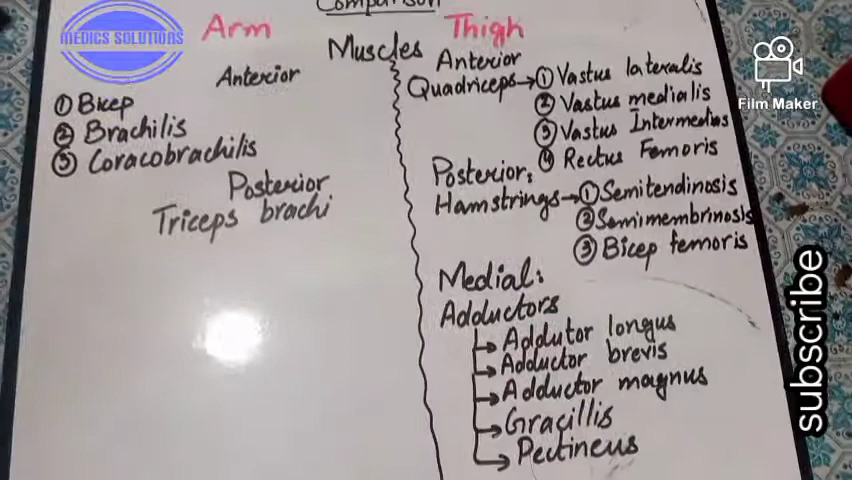 Comparison
MEDICS SOLUTIONS
Arm
Thigh
Muscles
Anterior
① Bicep
② Brachilis
③ Coracobrachilis
Posterior
Triceps brachi
Anterior
Quadriceps → ① Vastus lateralis
② Vastus medialis
③ Vastus Intermedias
④ Rectus Femoris
Posterior:
Hamstrings → ① Semitendinosis
② Semimembrinosis
③ Bicep femoris
Medial:
Adductors
→ Addutor longus
→ Adductor brevis
→ Adductor magnus
→ Gracillis
→ Pectineus
Film Maker
subscribe